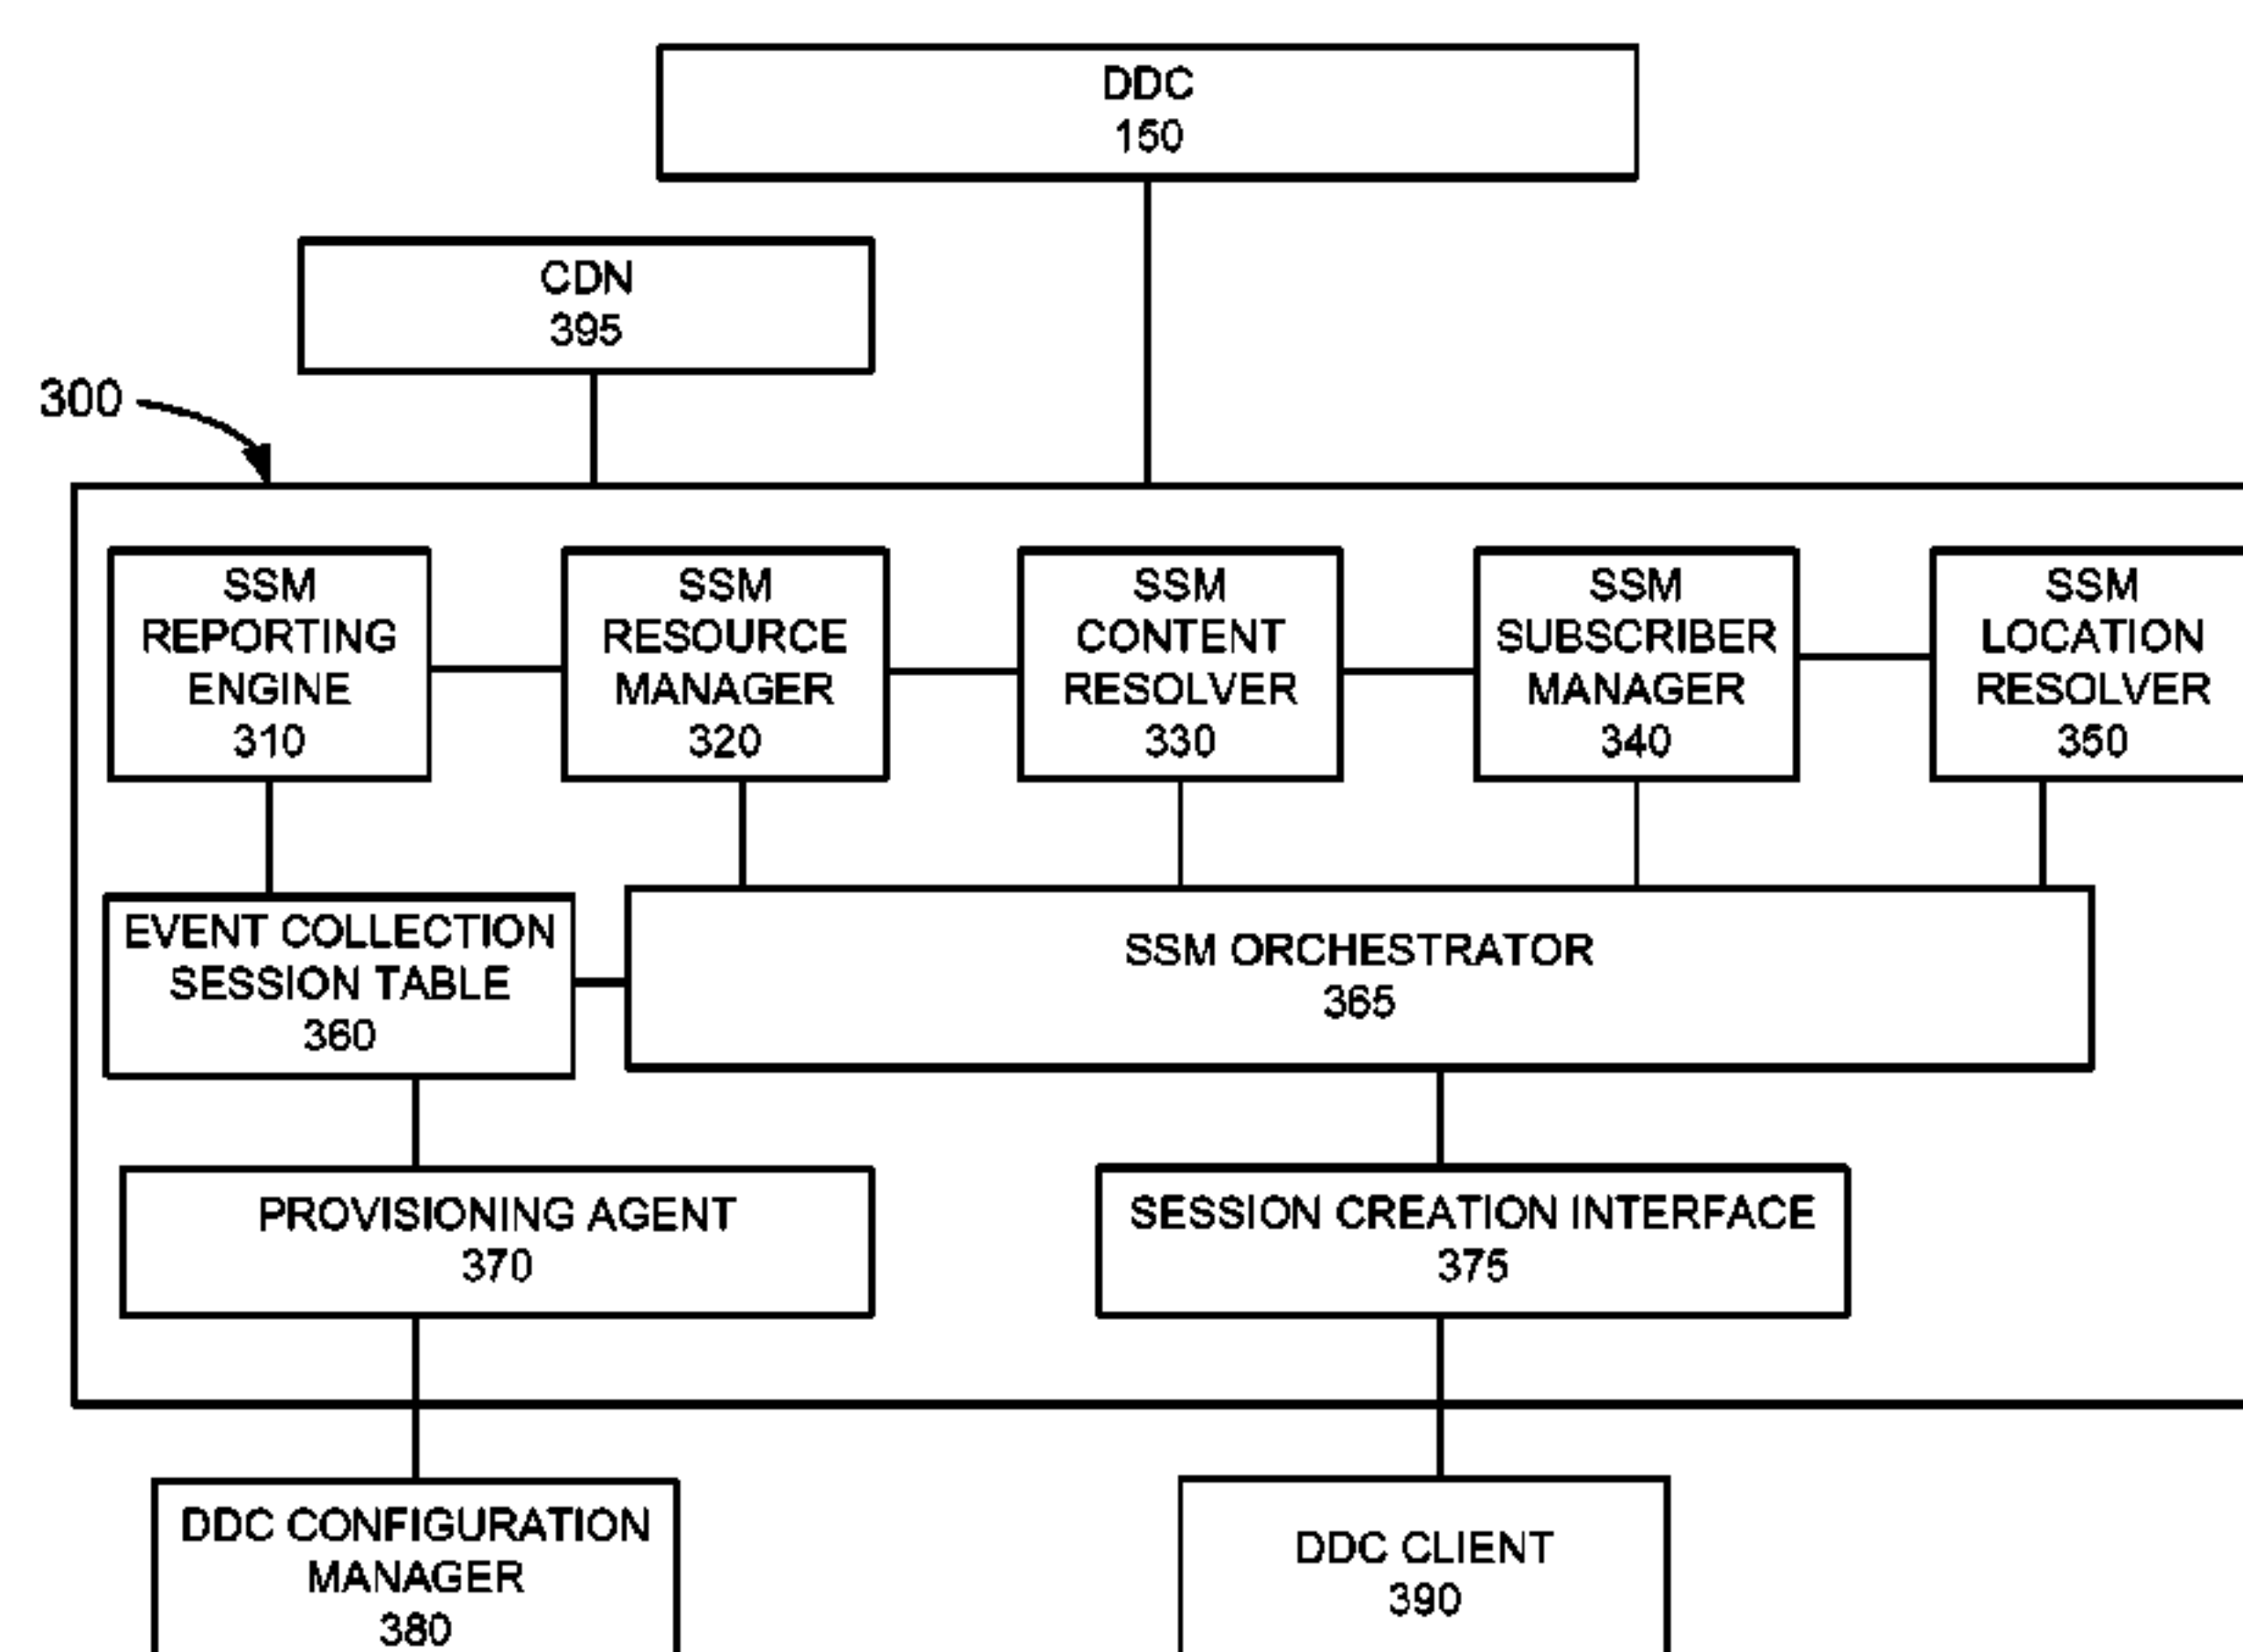 DDC
150
CDN
395
300
SSM
REPORTING
ENGINE
310
SSM
RESOURCE
MANAGER
320
SSM
CONTENT
RESOLVER
330
SSM
SUBSCRIBER
MANAGER
340
SSM
LOCATION
RESOLVER
350
EVENT COLLECTION
SESSION TABLE
360
SSM ORCHESTRATOR
365
PROVISIONING AGENT
370
SESSION CREATION INTERFACE
375
DDC CONFIGURATION
MANAGER
380
DDC CLIENT
390